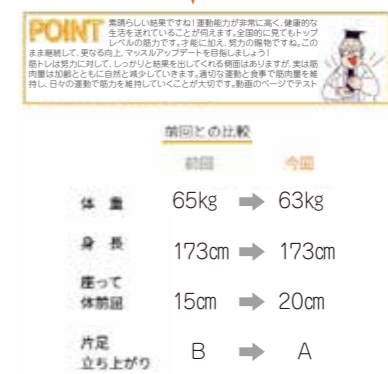 POINT
素晴らしい結果ですね!運動能力が非常に高く、健康的な
生活を送れていることが伺えます。全国的に見てもトップ
レベルの筋力です。才能に加え、努力の賜物ですね。この
まま継続して、更なる向上、マッスルアップデートを目指しましょう!
筋トレは努力に対して、しっかりと結果を出してくれる側面はありますが、実は筋
肉量は加齢とともに自然と減少していきます。適切な運動と食事で筋肉量を維
持し、日々の運動で筋力を維持していくことが大切です。動画のページでテスト
前回との比較
前回 今回
体重 65kg ➡ 63kg
身長 173cm ➡ 173cm
座って
体前屈 15cm ➡ 20cm
片足
立ち上がり B ➡ A